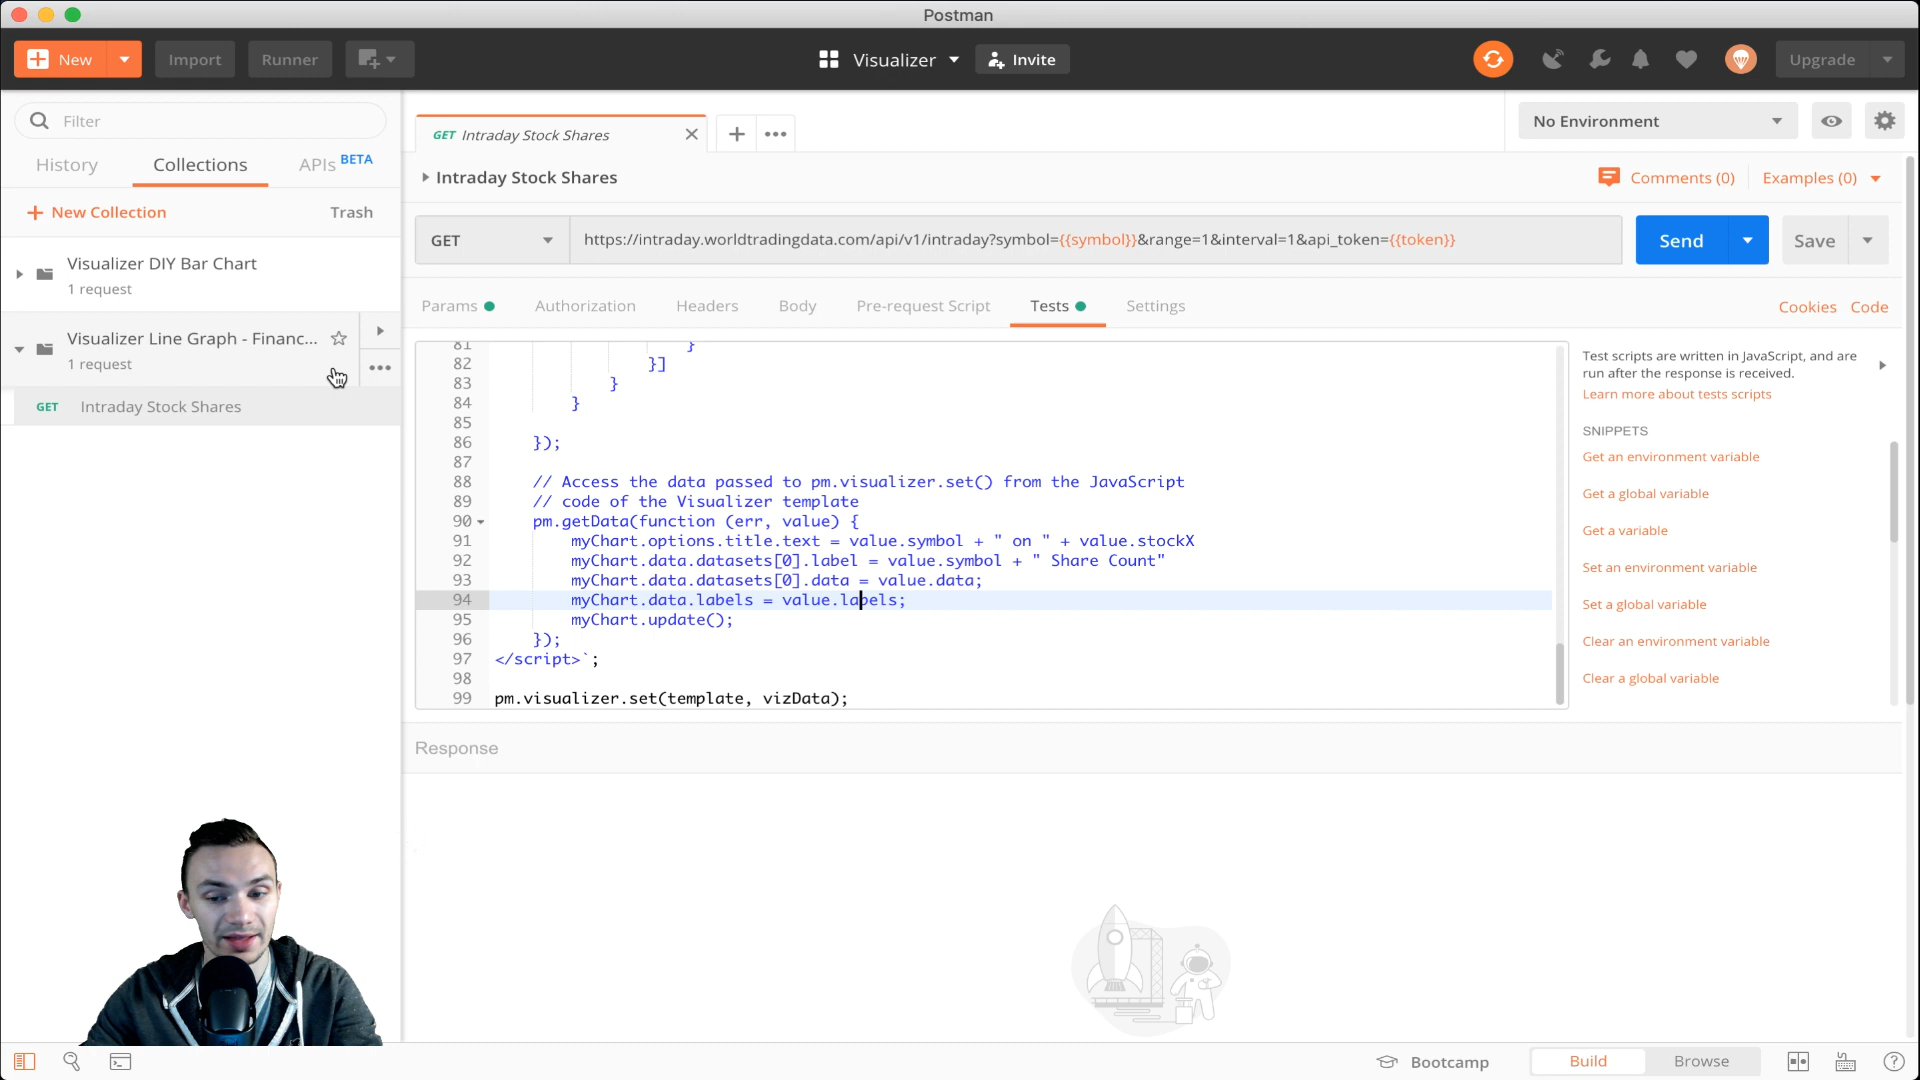 Postman
New
Import
Runner
Visualizer
Invite
Upgrade
Filter
History
Collections
APIs BETA
New Collection
Trash
Visualizer DIY Bar Chart
1 request
Visualizer Line Graph - Financ...
1 request
GET Intraday Stock Shares
GET Intraday Stock Shares
No Environment
Intraday Stock Shares
Comments (0)
Examples (0)
GET
https://intraday.worldtradingdata.com/api/v1/intraday?symbol={{symbol}}&range=1&interval=1&api_token={{token}}
Send
Save
Params
Authorization
Headers
Body
Pre-request Script
Tests
Settings
Cookies
Code
81 }
82 }]
83 }
84 }
85
86 });
87
88 // Access the data passed to pm.visualizer.set() from the JavaScript
89 // code of the Visualizer template
90 pm.getData(function (err, value) {
91 myChart.options.title.text = value.symbol + " on " + value.stockX
92 myChart.data.datasets[0].label = value.symbol + " Share Count"
93 myChart.data.datasets[0].data = value.data;
94 myChart.data.labels = value.labels;
95 myChart.update();
96 });
97 </script>`;
98
99 pm.visualizer.set(template, vizData);
Test scripts are written in JavaScript, and are
run after the response is received.
Learn more about tests scripts
SNIPPETS
Get an environment variable
Get a global variable
Get a variable
Set an environment variable
Set a global variable
Clear an environment variable
Clear a global variable
Response
Bootcamp
Build
Browse